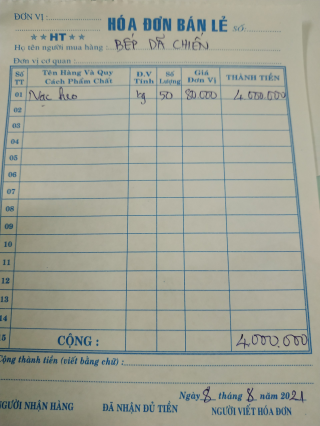 ĐƠN VỊ :
HÓA ĐƠN BÁN LẺ SỐ
★★HT★★
Họ tên người mua hàng : BẾP DÃ CHIẾN
Đơn vị cơ quan :
Số TT Tên Hàng Và Quy Cách Phẩm Chất Đ.V Tính Số Lượng Giá Đơn Vị THÀNH TIỀN
01 Nạc heo kg 50 80.000 4.000.000
02
03
04
05
06
07
08
09
10
11
12
13
14
15 CỘNG : 4.000.000
Cộng thành tiền (viết bằng chữ) :
Ngày 8 tháng 8 năm 2021
NGƯỜI NHẬN HÀNG ĐÃ NHẬN ĐỦ TIỀN NGƯỜI VIẾT HÓA ĐƠN